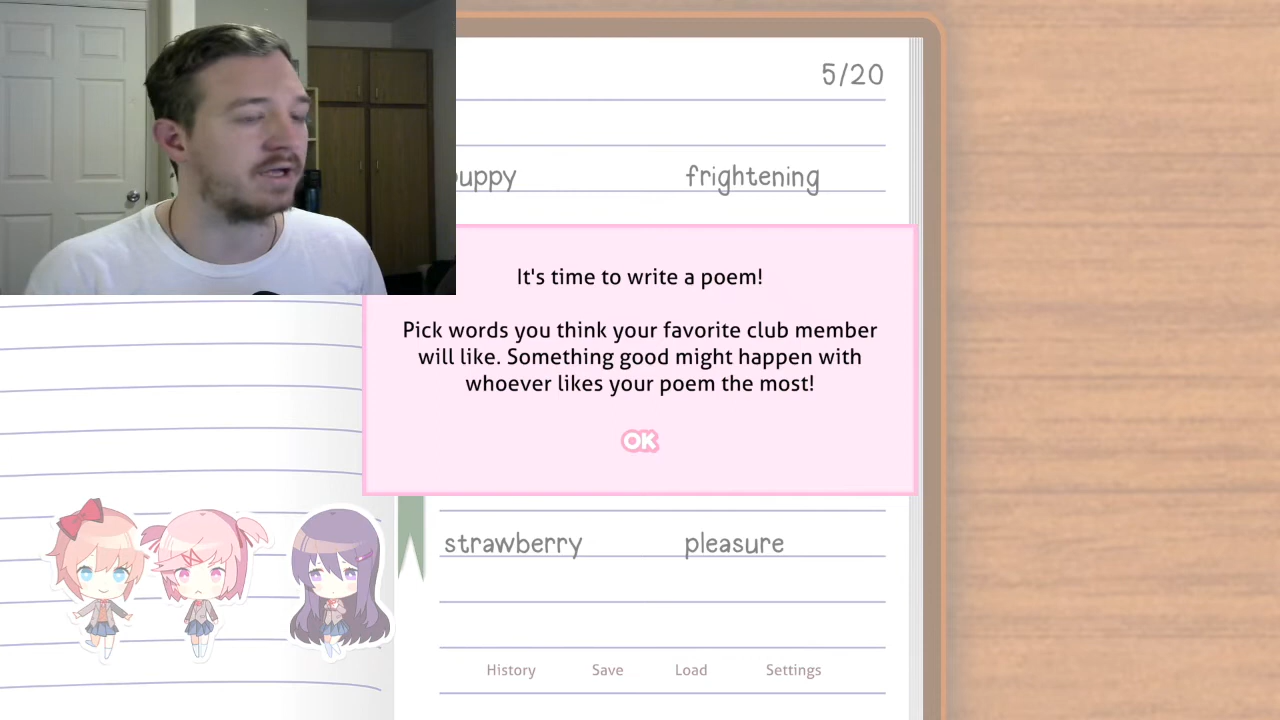 5/20
puppy frightening
It's time to write a poem!
Pick words you think your favorite club member
will like. Something good might happen with
whoever likes your poem the most!
OK
strawberry pleasure
History Save Load Settings